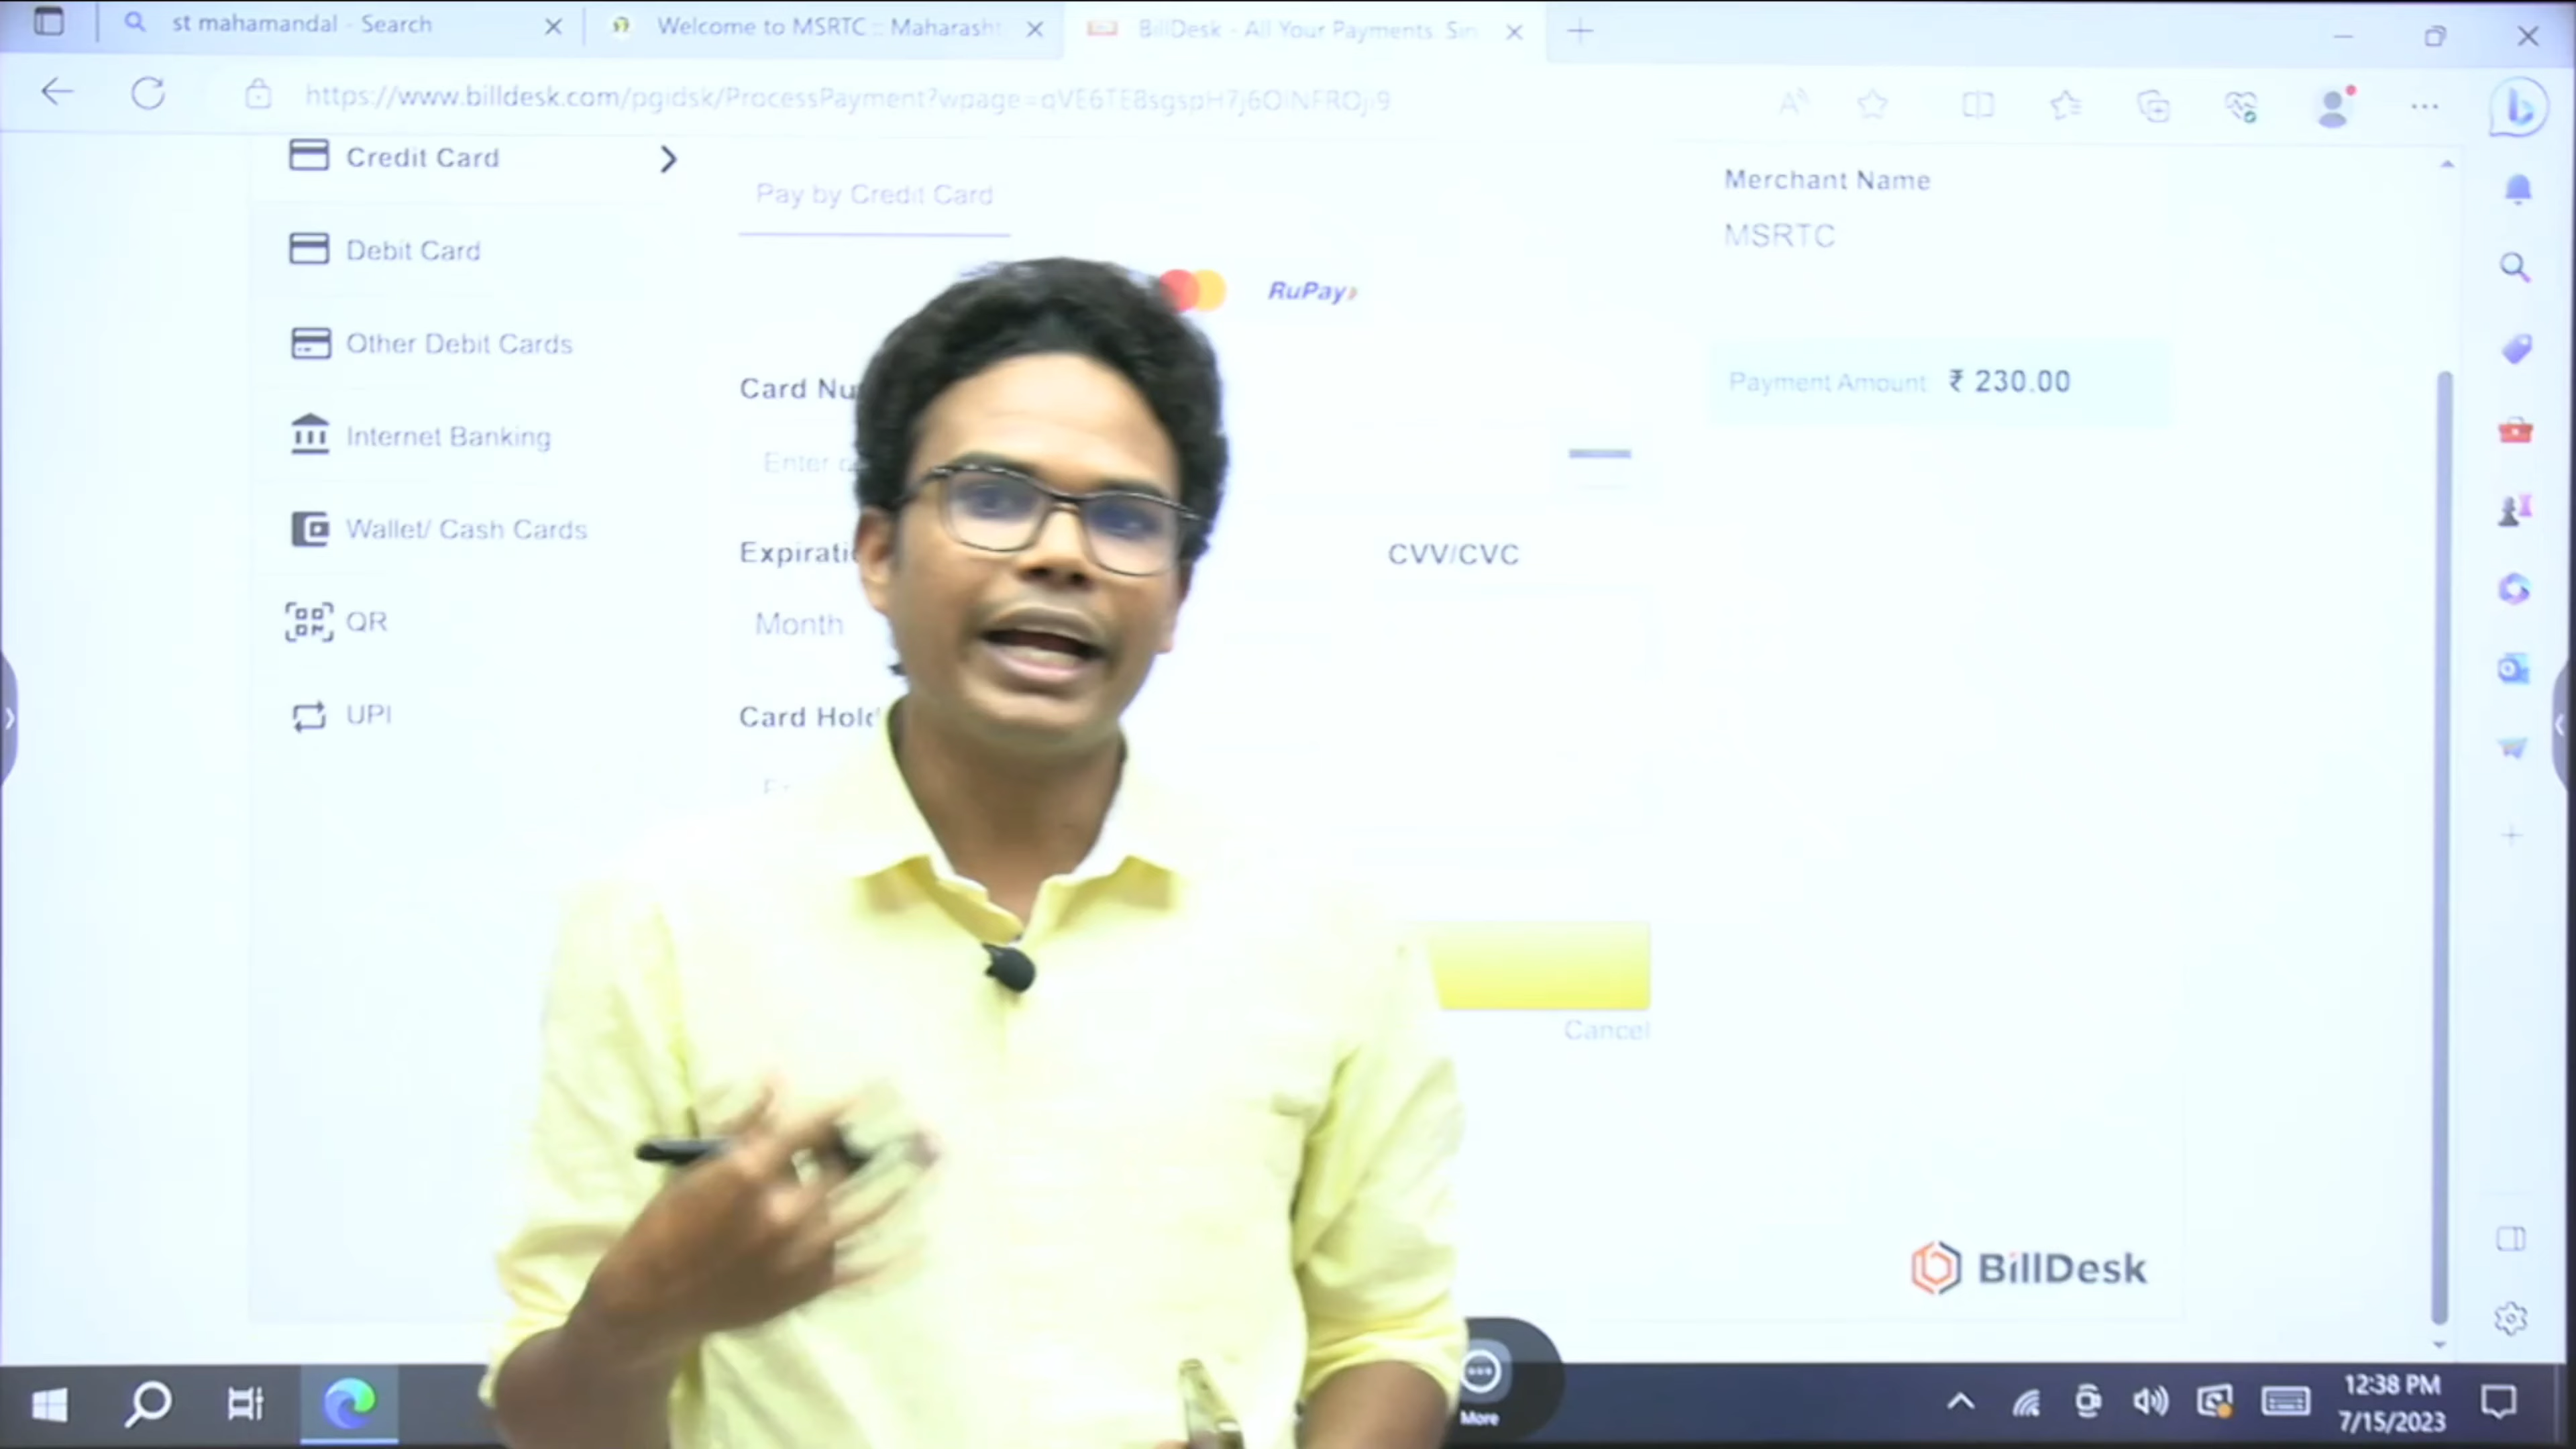 st mahamandal - Search
Welcome to MSRTC :: Maharasht
BillDesk - All Your Payments. Sin
https://www.billdesk.com/pgidsk/ProcessPayment?wpage=
Credit Card
Debit Card
Other Debit Cards
Internet Banking
Wallet/ Cash Cards
QR
UPI
Pay by Credit Card
RuPay
Card Nu
Enter
Expirati
CVV/CVC
Month
Card Hold
Cancel
Merchant Name
MSRTC
Payment Amount ₹ 230.00
BillDesk
More
12:38 PM
7/15/2023